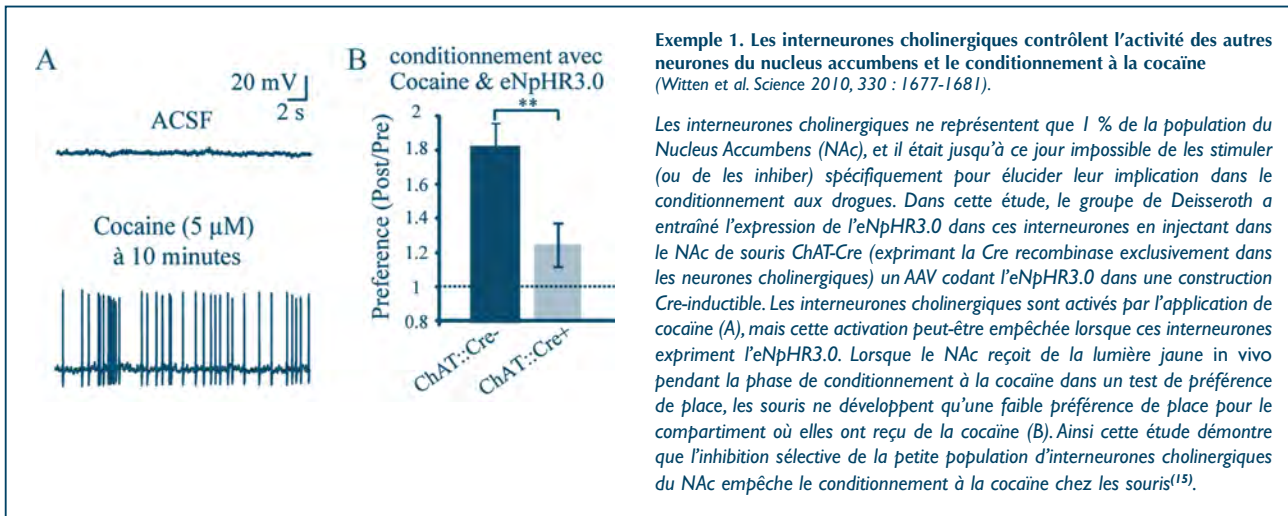 A
20 mV
2 s
ACSF
Cocaine (5 µM)
à 10 minutes
B conditionnement avec
Cocaine & eNpHR3.0
**
Preference (Post/Pre)
2
1.8
1.6
1.4
1.2
1
0.8
ChAT::Cre-
ChAT::Cre+
Exemple 1. Les interneurones cholinergiques contrôlent l’activité des autres
neurones du nucleus accumbens et le conditionnement à la cocaïne
(Witten et al. Science 2010, 330 : 1677-1681).
Les interneurones cholinergiques ne représentent que 1 % de la population du
Nucleus Accumbens (NAc), et il était jusqu’à ce jour impossible de les stimuler
(ou de les inhiber) spécifiquement pour élucider leur implication dans le
conditionnement aux drogues. Dans cette étude, le groupe de Deisseroth a
entraîné l’expression de l’eNpHR3.0 dans ces interneurones en injectant dans
le NAc de souris ChAT-Cre (exprimant la Cre recombinase exclusivement dans
les neurones cholinergiques) un AAV codant l’eNpHR3.0 dans une construction
Cre-inductible. Les interneurones cholinergiques sont activés par l’application de
cocaïne (A), mais cette activation peut-être empêchée lorsque ces interneurones
expriment l’eNpHR3.0. Lorsque le NAc reçoit de la lumière jaune in vivo
pendant la phase de conditionnement à la cocaïne dans un test de préférence
de place, les souris ne développent qu’une faible préférence de place pour le
compartiment où elles ont reçu de la cocaïne (B). Ainsi cette étude démontre
que l’inhibition sélective de la petite population d’interneurones cholinergiques
du NAc empêche le conditionnement à la cocaïne chez les souris(15).